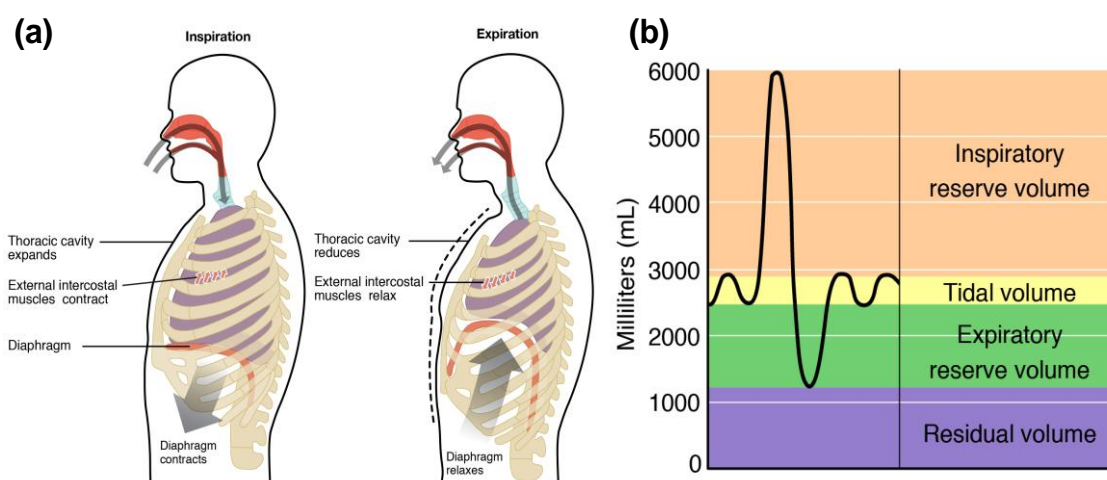 (a)
Inspiration
Thoracic cavity
expands
External intercostal
muscles contract
Diaphragm
Diaphragm
contracts
Expiration
Thoracic cavity
reduces
External intercostal
muscles relax
Diaphragm
relaxes
(b)
Milliliters (mL)
6000
5000
4000
3000
2000
1000
0
Inspiratory
reserve volume
Tidal volume
Expiratory
reserve volume
Residual volume